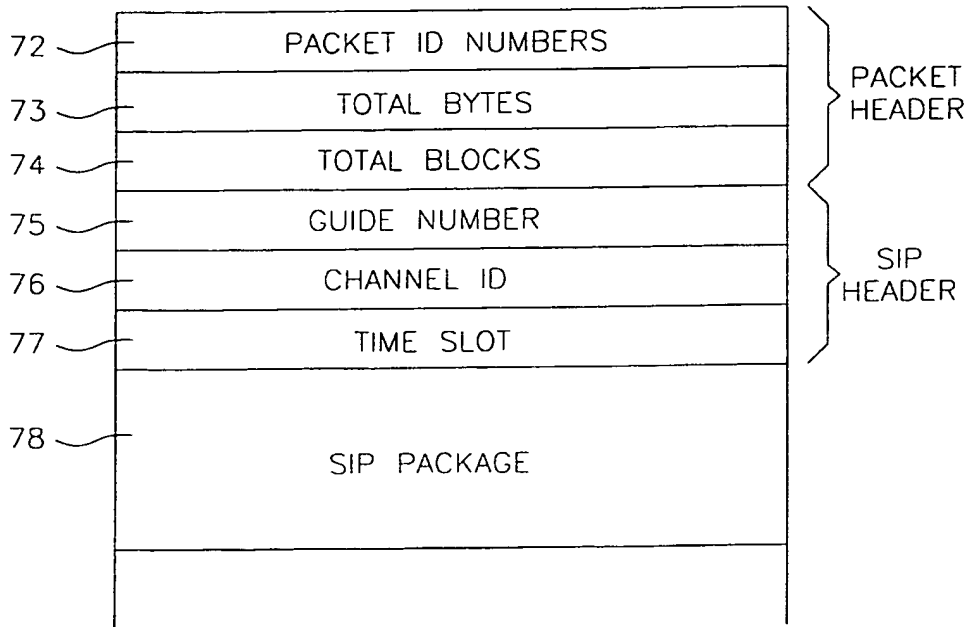 72 PACKET ID NUMBERS
73 TOTAL BYTES
74 TOTAL BLOCKS
PACKET
HEADER
75 GUIDE NUMBER
76 CHANNEL ID
77 TIME SLOT
SIP
HEADER
78 SIP PACKAGE